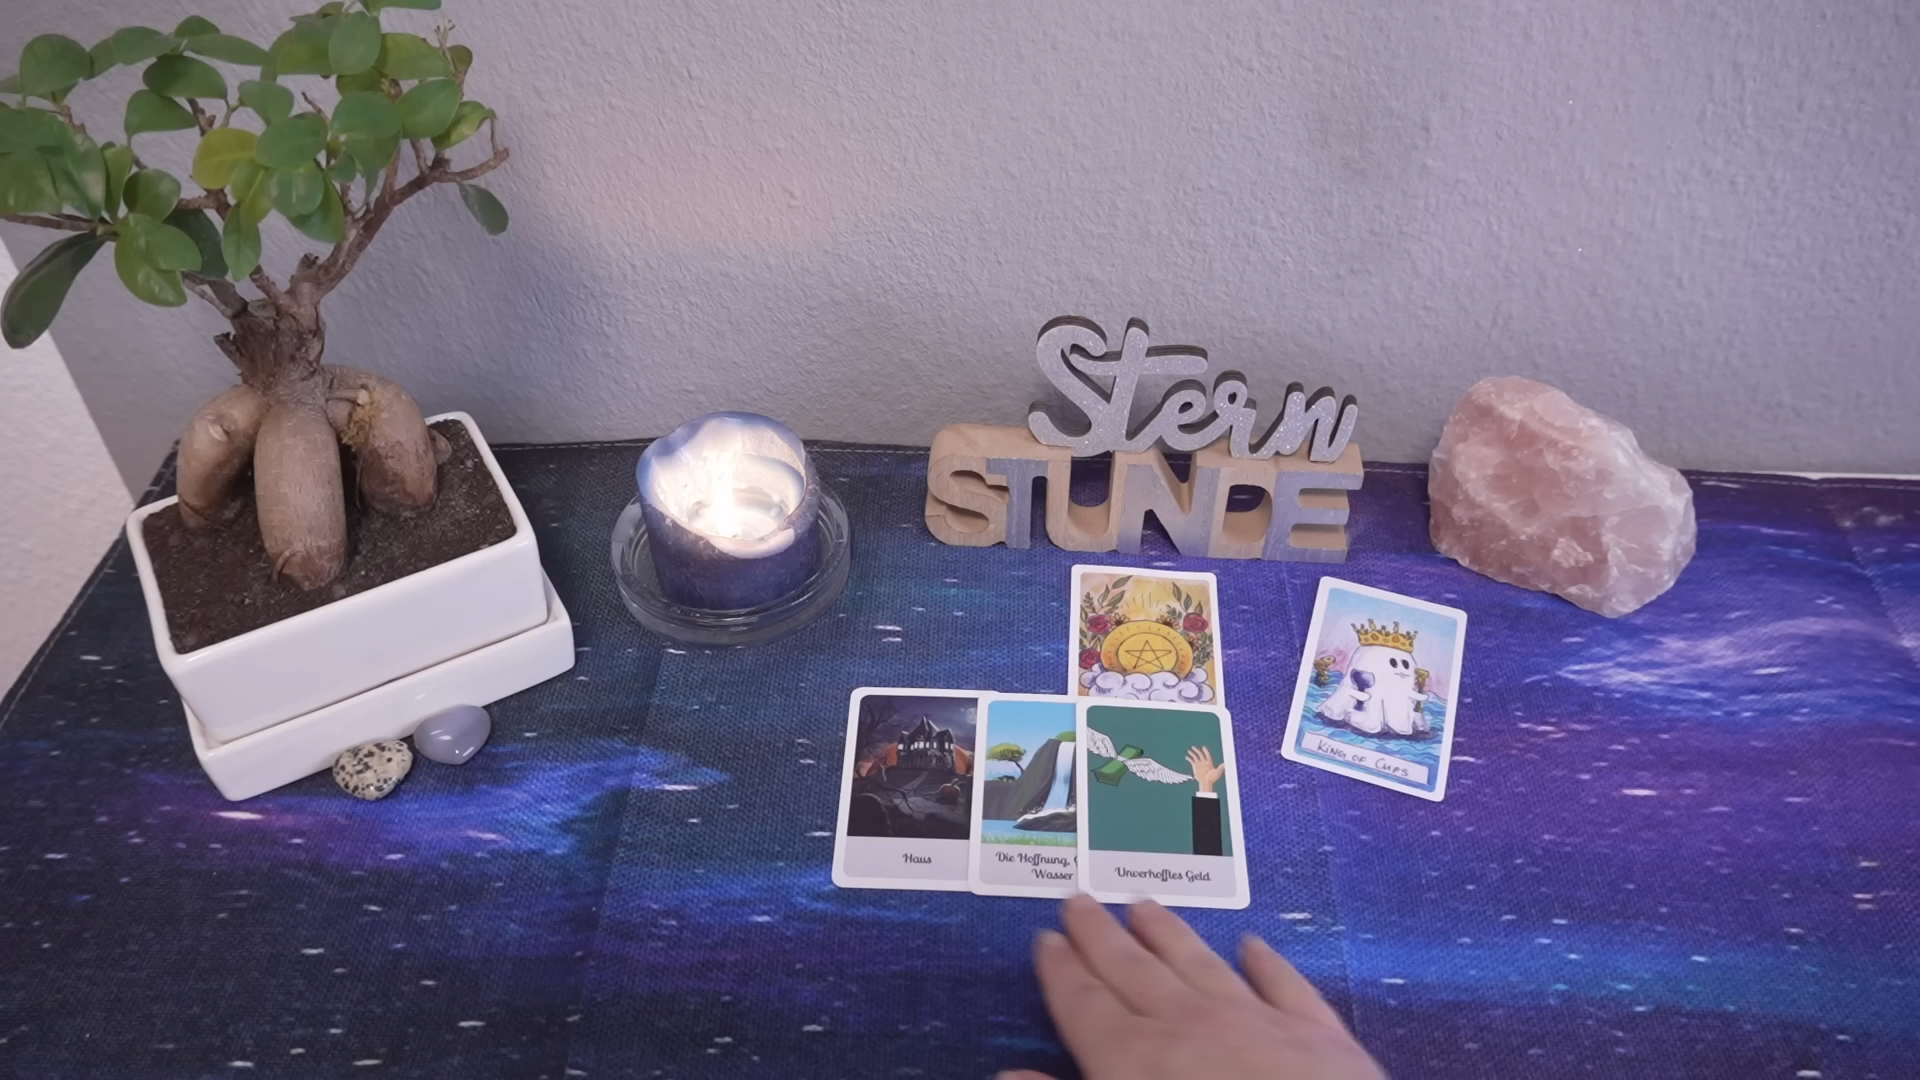 Stern
STUNDE
King of Cups
Haus
Die Hoffnung,
Wasser
Unverhofftes Geld